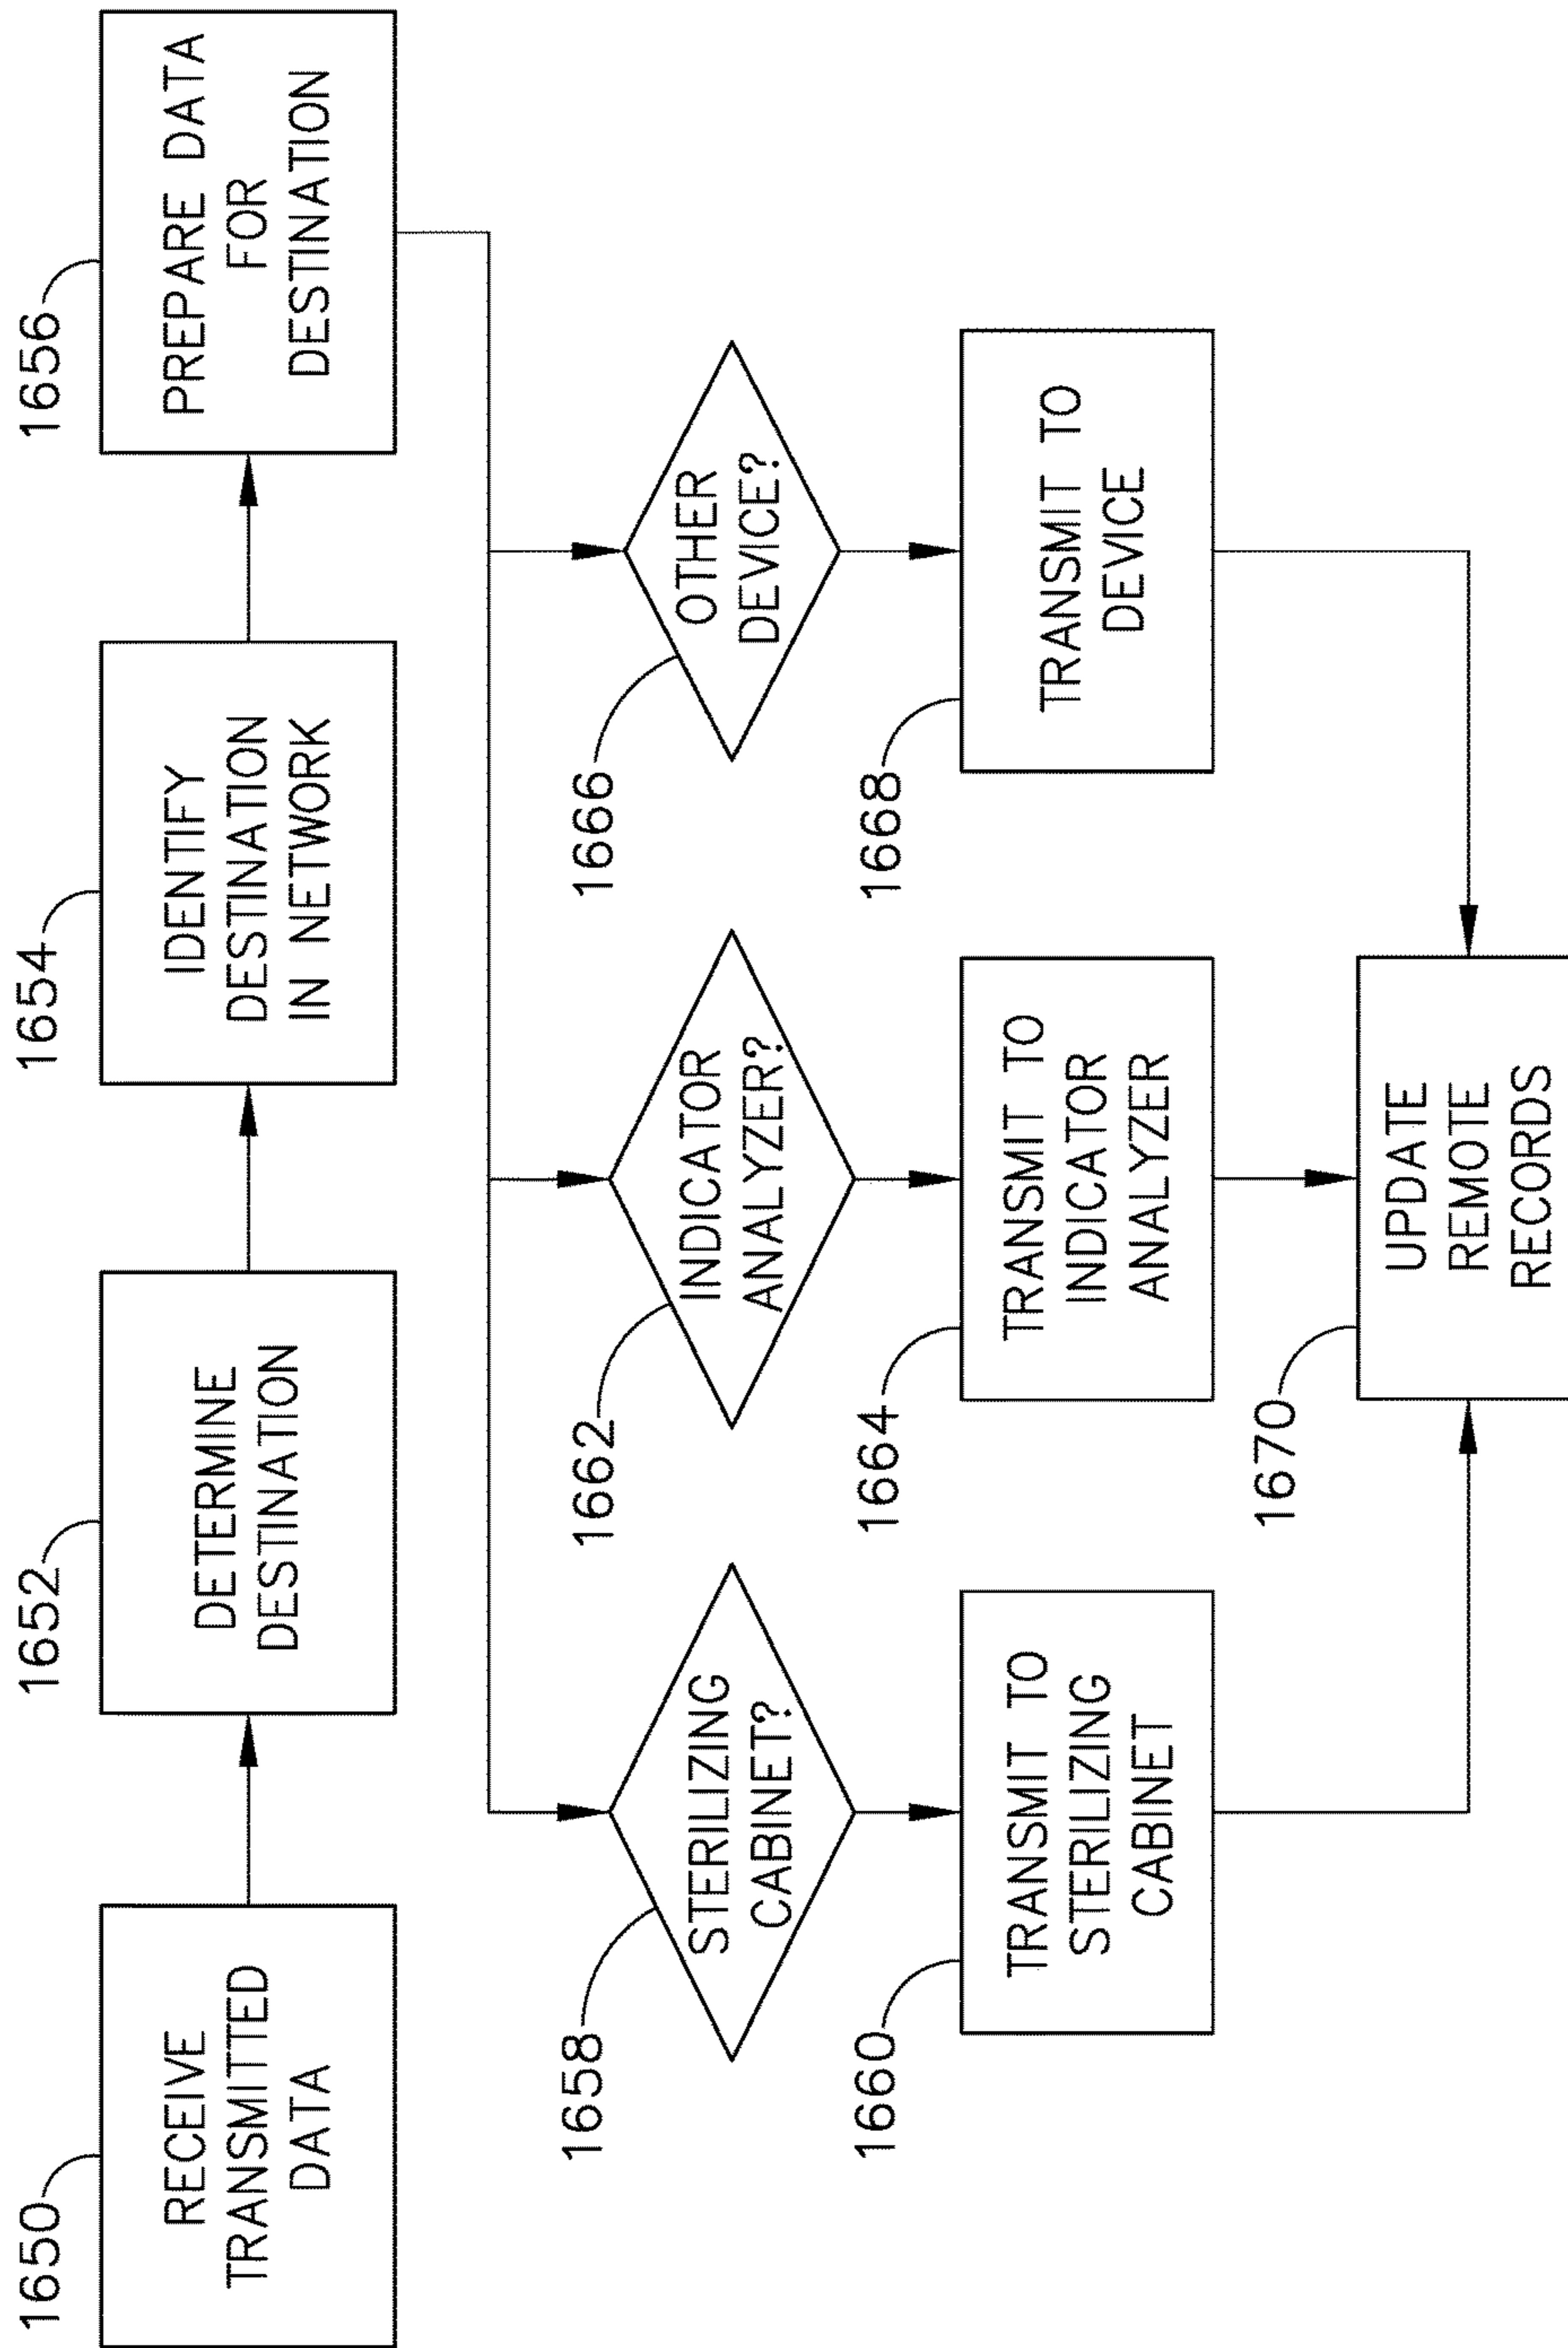 1650
RECEIVE
TRANSMITTED
DATA
1652
DETERMINE
DESTINATION
1654
IDENTIFY
DESTINATION
IN NETWORK
1656
PREPARE DATA
FOR
DESTINATION
1658
STERILIZING
CABINET?
1662
INDICATOR
ANALYZER?
1666
OTHER
DEVICE?
1660
TRANSMIT TO
STERILIZING
CABINET
1664
TRANSMIT TO
INDICATOR
ANALYZER
1668
TRANSMIT TO
DEVICE
1670
UPDATE
REMOTE
RECORDS